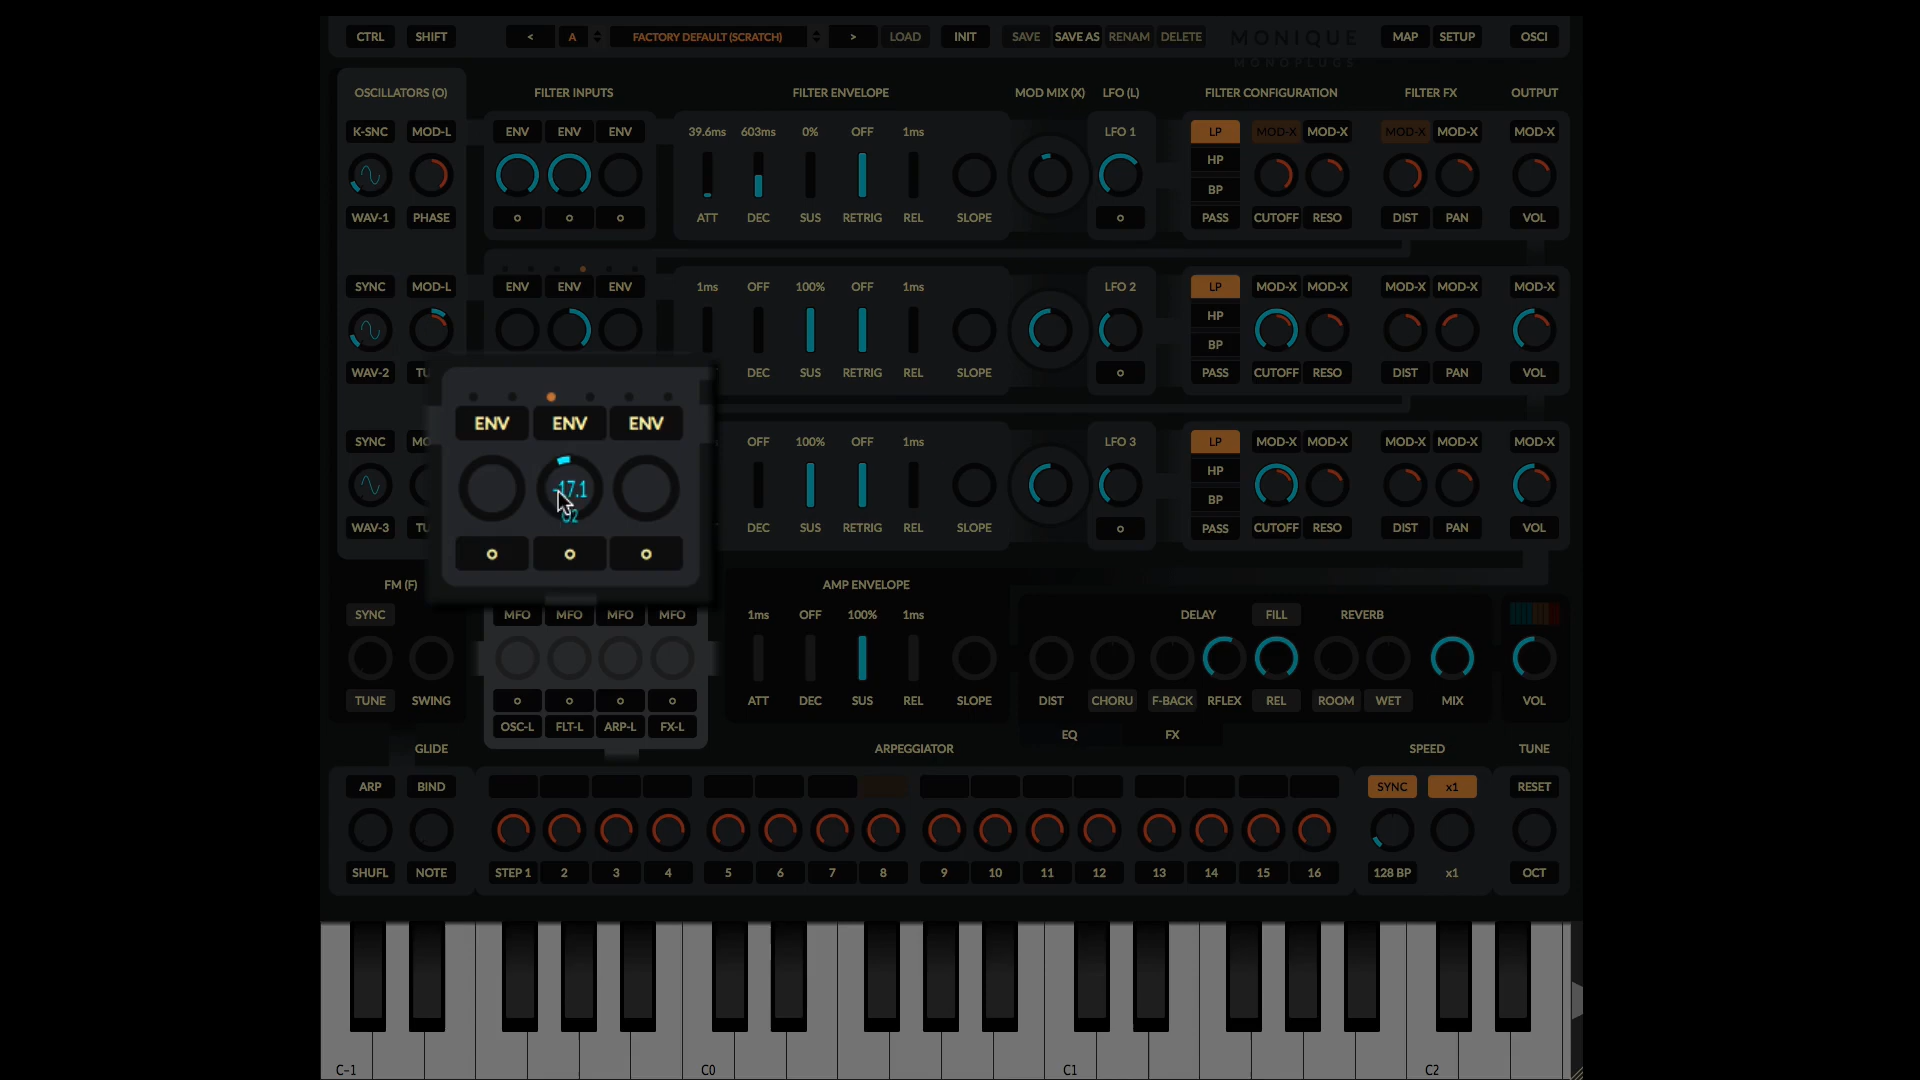 CTRL SHIFT < A FACTORY DEFAULT (SCRATCH) > LOAD INIT SAVE SAVE AS RENAM DELETE MONIQUE MAP SETUP OSCI
MONOPLUGS
OSCILLATORS (O) FILTER INPUTS FILTER ENVELOPE MOD MIX (X) LFO (L) FILTER CONFIGURATION FILTER FX OUTPUT
K-SNC MOD-L ENV ENV ENV 39.6ms 603ms 0% OFF 1ms LFO 1 LP MOD-X MOD-X MOD-X MOD-X MOD-X
HP
BP
WAV-1 PHASE ATT DEC SUS RETRIG REL SLOPE PASS CUTOFF RESO DIST PAN VOL
SYNC MOD-L ENV ENV ENV 1ms OFF 100% OFF 1ms LFO 2 LP MOD-X MOD-X MOD-X MOD-X MOD-X
HP
BP
WAV-2 TU DEC SUS RETRIG REL SLOPE PASS CUTOFF RESO DIST PAN VOL
ENV ENV ENV
SYNC MO OFF 100% OFF 1ms LFO 3 LP MOD-X MOD-X MOD-X MOD-X MOD-X
HP
-17.1
BP
O2
WAV-3 TU DEC SUS RETRIG REL SLOPE PASS CUTOFF RESO DIST PAN VOL
FM (F) AMP ENVELOPE
SYNC MFO MFO MFO MFO 1ms OFF 100% 1ms DELAY FILL REVERB
TUNE SWING ATT DEC SUS REL SLOPE DIST CHORU F-BACK RFLEX REL ROOM WET MIX VOL
OSC-L FLT-L ARP-L FX-L
EQ FX
GLIDE ARPEGGIATOR SPEED TUNE
ARP BIND SYNC x1 RESET
SHUFL NOTE STEP 1 2 3 4 5 6 7 8 9 10 11 12 13 14 15 16 128 BP x1 OCT
C-1 C0 C1 C2